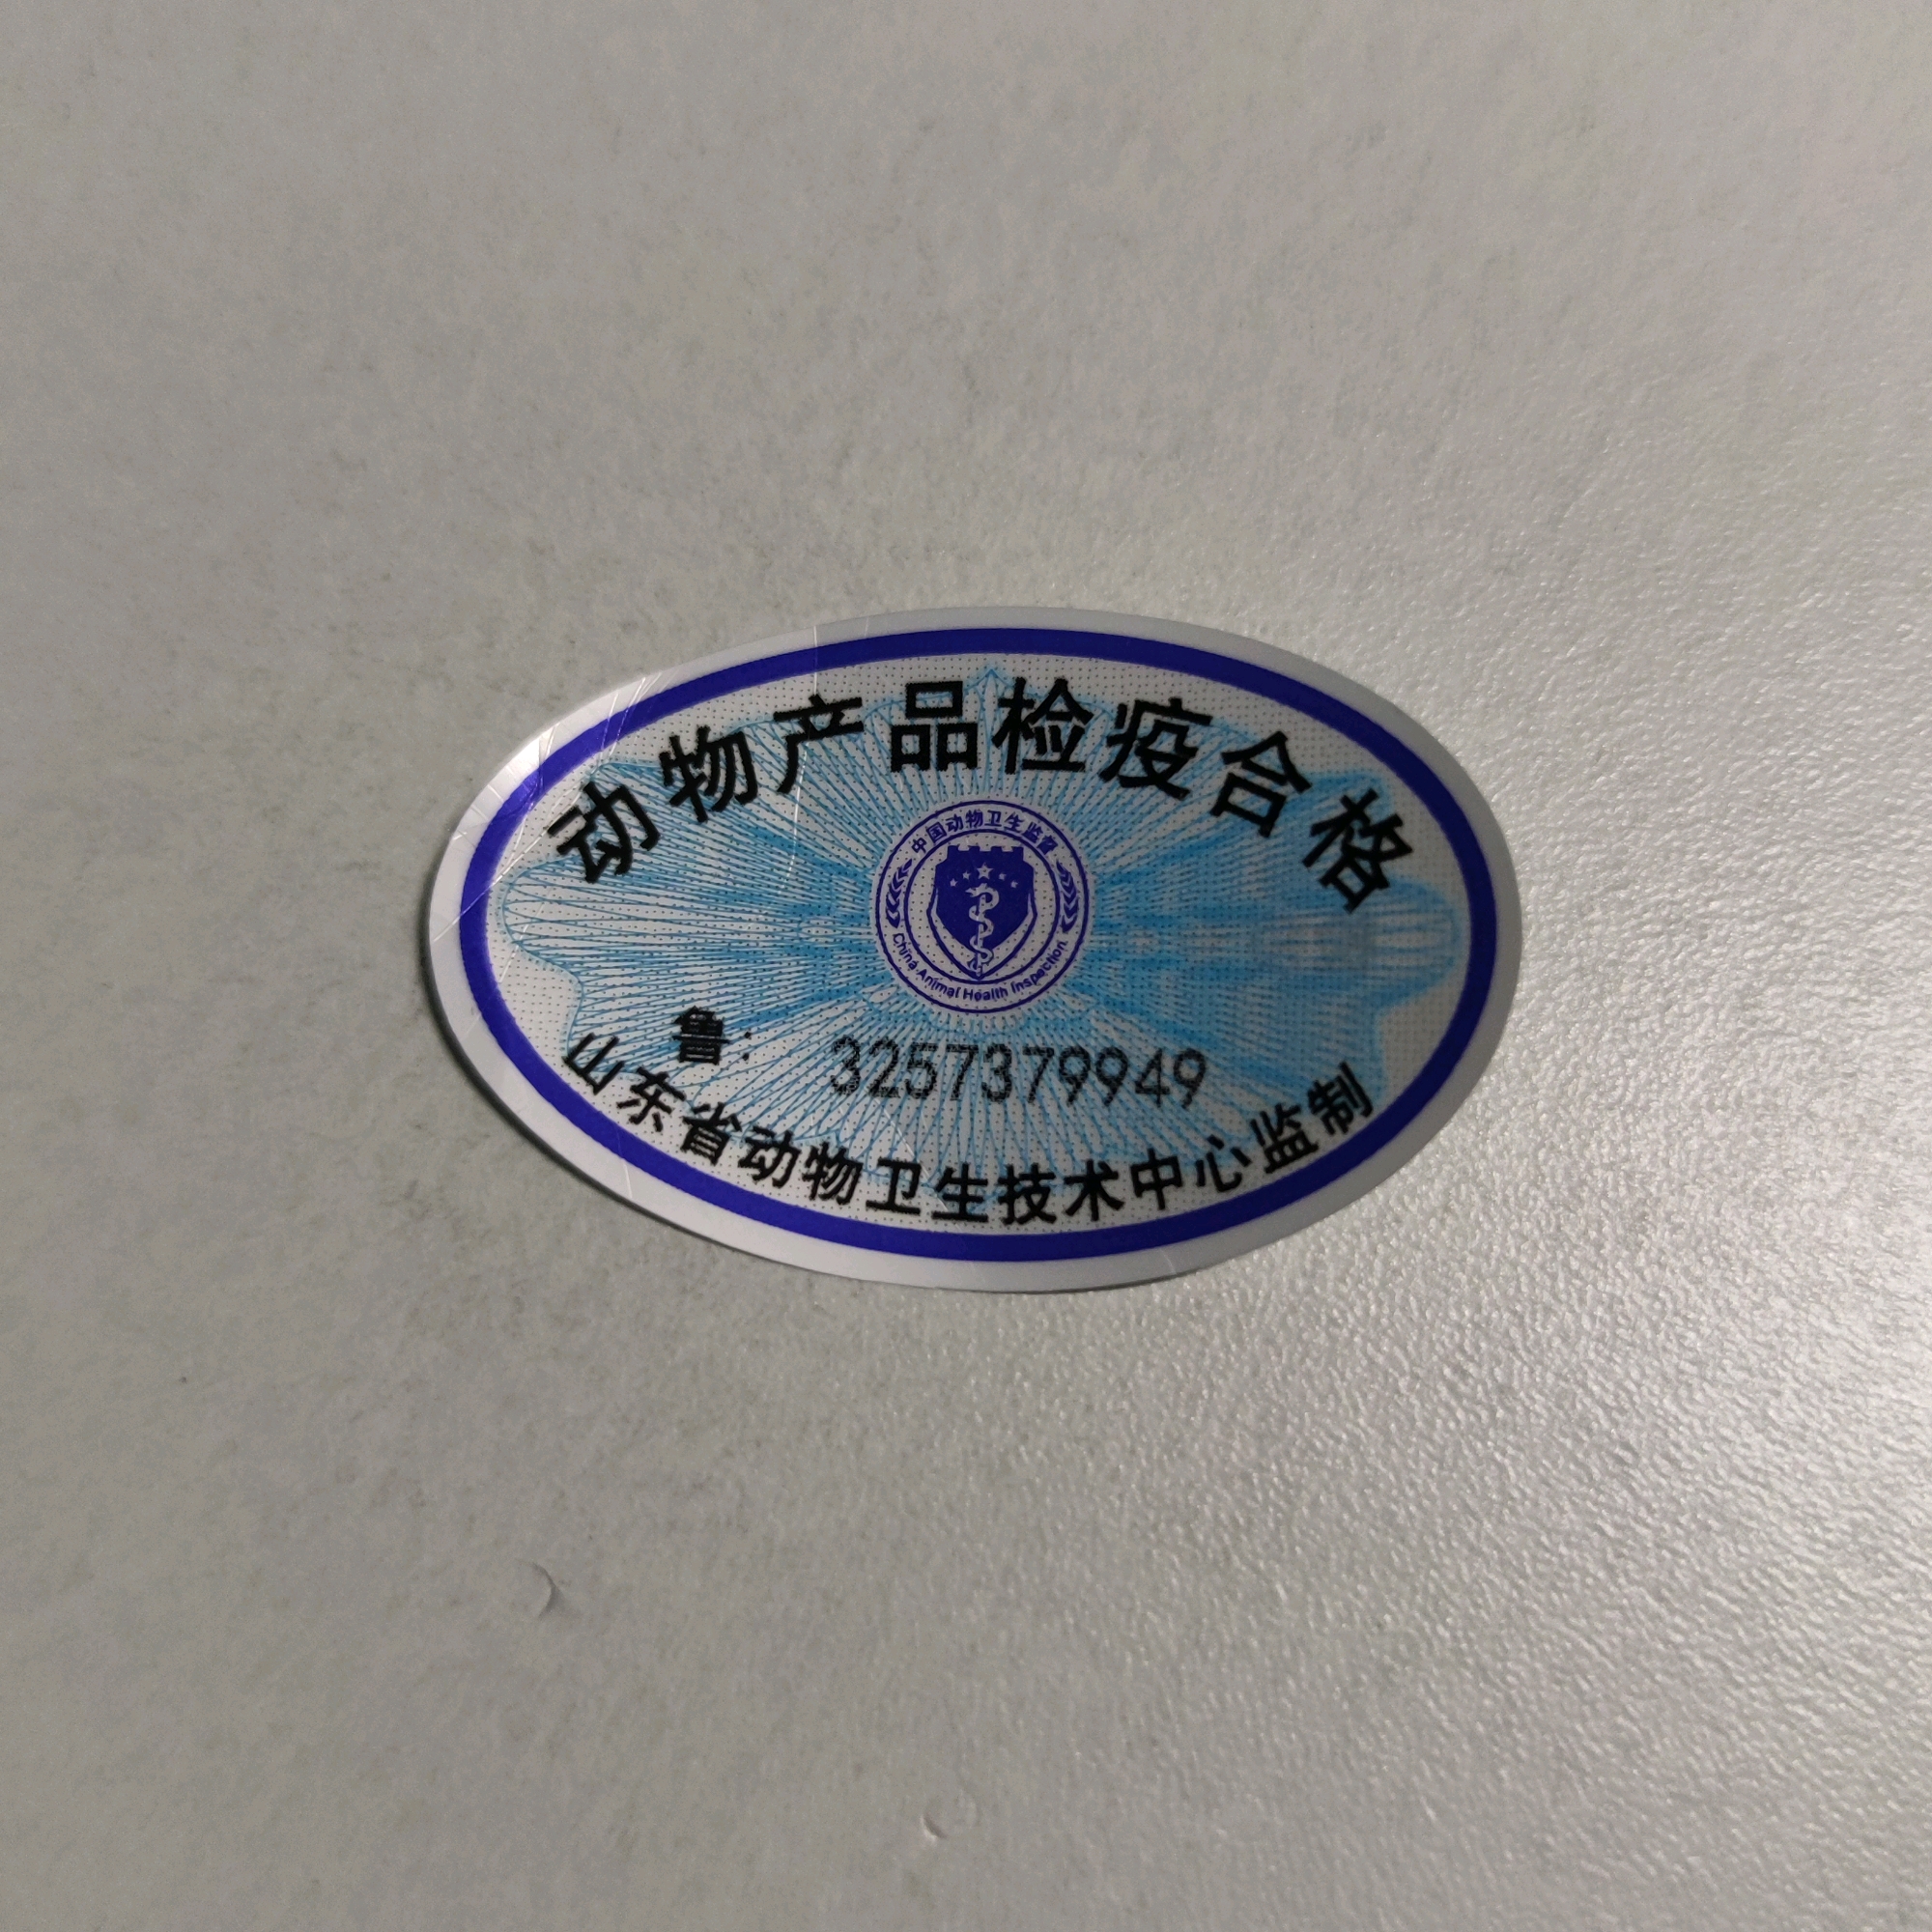 动物产品检疫合格
中国动物卫生监督
China Animal Health Inspection
鲁: 3257379949
山东省动物卫生技术中心监制